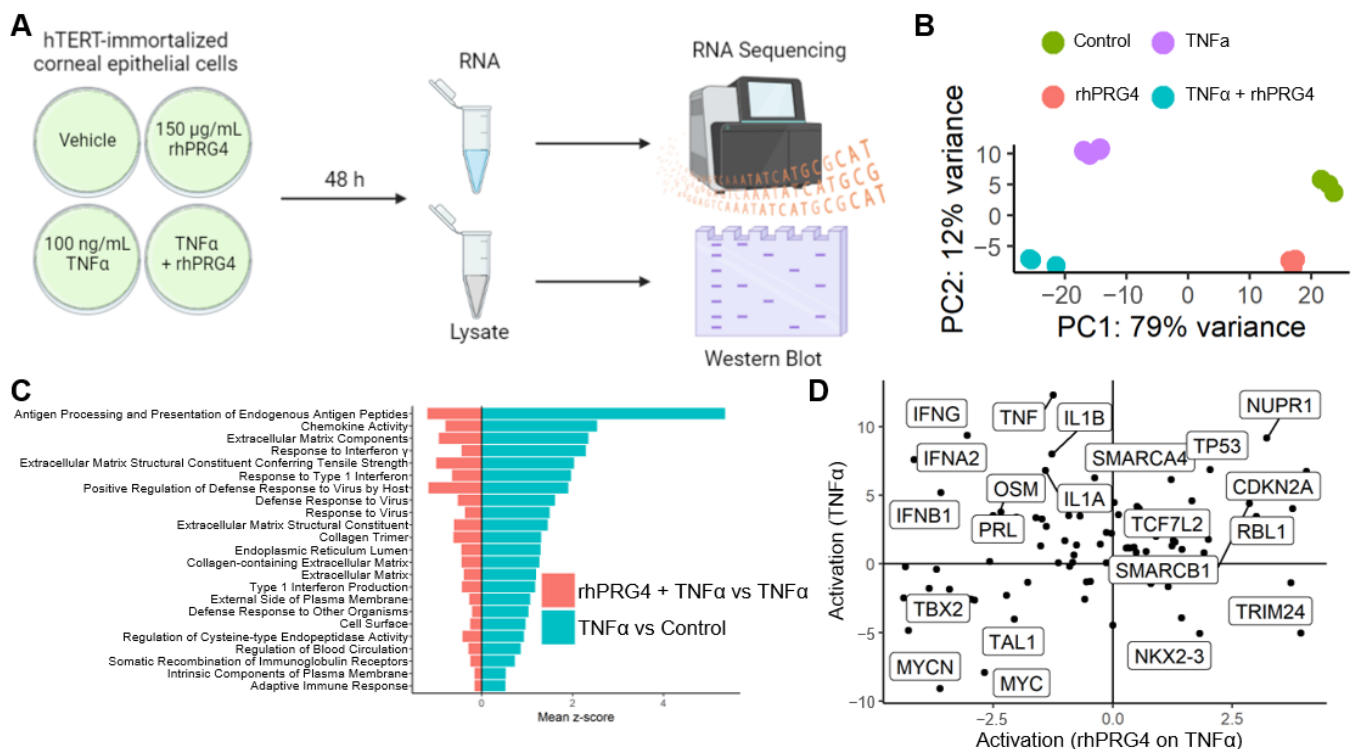 A
hTERT-immortalized
corneal epithelial cells
Vehicle
150 µg/mL
rhPRG4
100 ng/mL
TNFα
TNFα
+ rhPRG4
48 h
RNA
Lysate
RNA Sequencing
Western Blot
B
Control
TNFa
rhPRG4
TNFα + rhPRG4
PC2: 12% variance
10
5
0
−5
−20
−10
0
10
20
PC1: 79% variance
C
Antigen Processing and Presentation of Endogenous Antigen Peptides
Chemokine Activity
Extracellular Matrix Components
Response to Interferon γ
Extracellular Matrix Structural Constituent Conferring Tensile Strength
Response to Type 1 Interferon
Positive Regulation of Defense Response to Virus by Host
Defense Response to Virus
Response to Virus
Extracellular Matrix Structural Constituent
Collagen Trimer
Endoplasmic Reticulum Lumen
Collagen-containing Extracellular Matrix
Extracellular Matrix
Type 1 Interferon Production
External Side of Plasma Membrane
Defense Response to Other Organisms
Cell Surface
Regulation of Cysteine-type Endopeptidase Activity
Regulation of Blood Circulation
Somatic Recombination of Immunoglobulin Receptors
Intrinsic Components of Plasma Membrane
Adaptive Immune Response
rhPRG4 + TNFα vs TNFα
TNFα vs Control
0
2
4
Mean z-score
D
Activation (TNFα)
10
5
0
−5
−10
IFNG
TNF
IL1B
NUPR1
IFNA2
SMARCA4
TP53
OSM
IL1A
CDKN2A
IFNB1
PRL
TCF7L2
RBL1
SMARCB1
TBX2
TRIM24
TAL1
NKX2-3
MYCN
MYC
−2.5
0.0
2.5
Activation (rhPRG4 on TNFα)